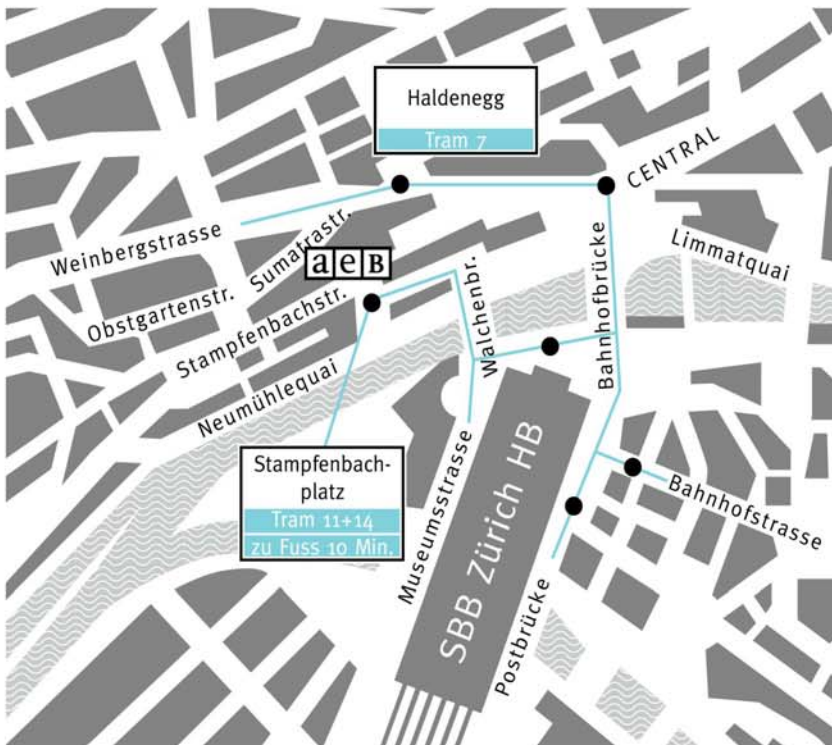 Haldenegg
Tram 7
CENTRAL
Weinbergstrasse
Sumatrastr.
Limmatquai
aeB
Obstgartenstr.
Stampfenbachstr.
Walchenbr.
Bahnhofbrücke
Neumühlequai
Stampfenbach-
platz
Tram 11+14
zu Fuss 10 Min.
Museumsstrasse
SBB Zürich HB
Bahnhofstrasse
Postbrücke